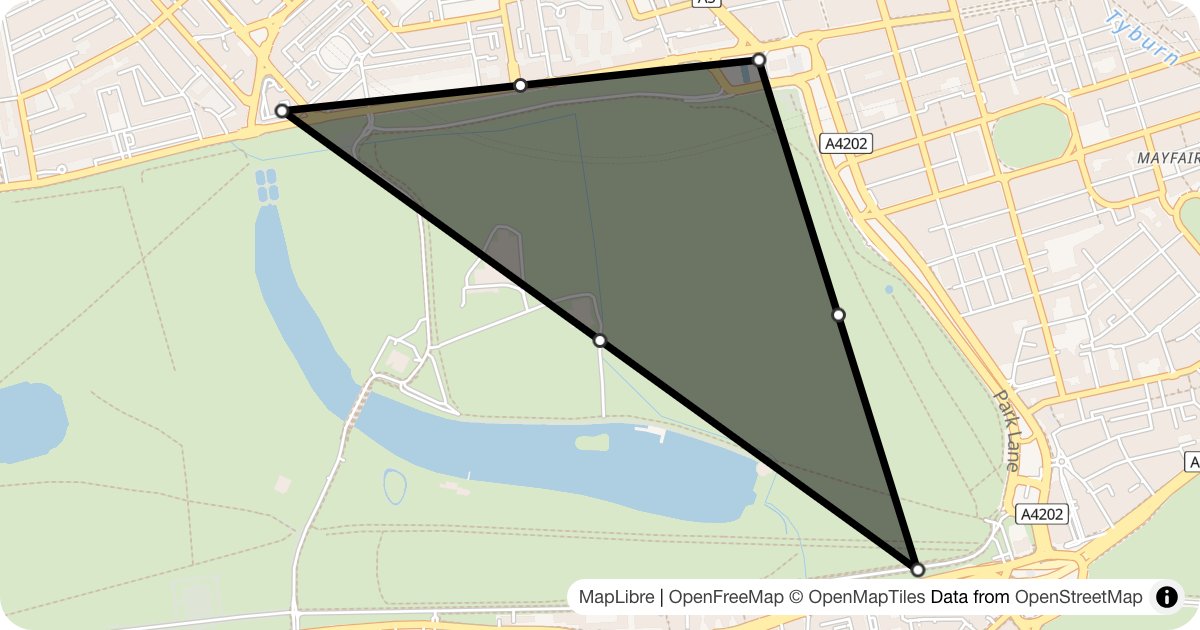 A5
Tyburn
A4202
MAYFAIR
Park Lane
A
A4202
MapLibre | OpenFreeMap © OpenMapTiles Data from OpenStreetMap